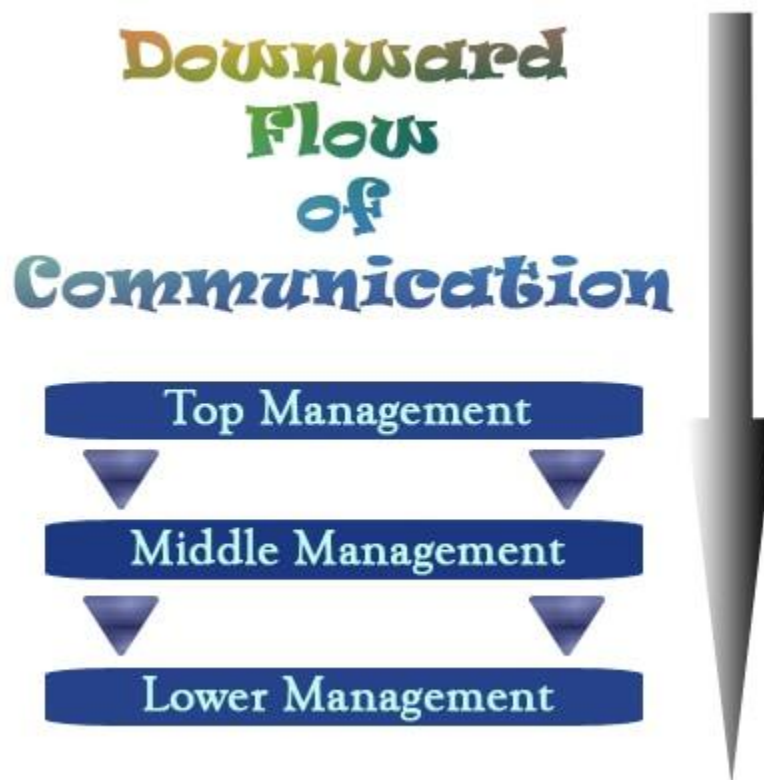 Downward
Flow
of
Communication
Top Management
Middle Management
Lower Management